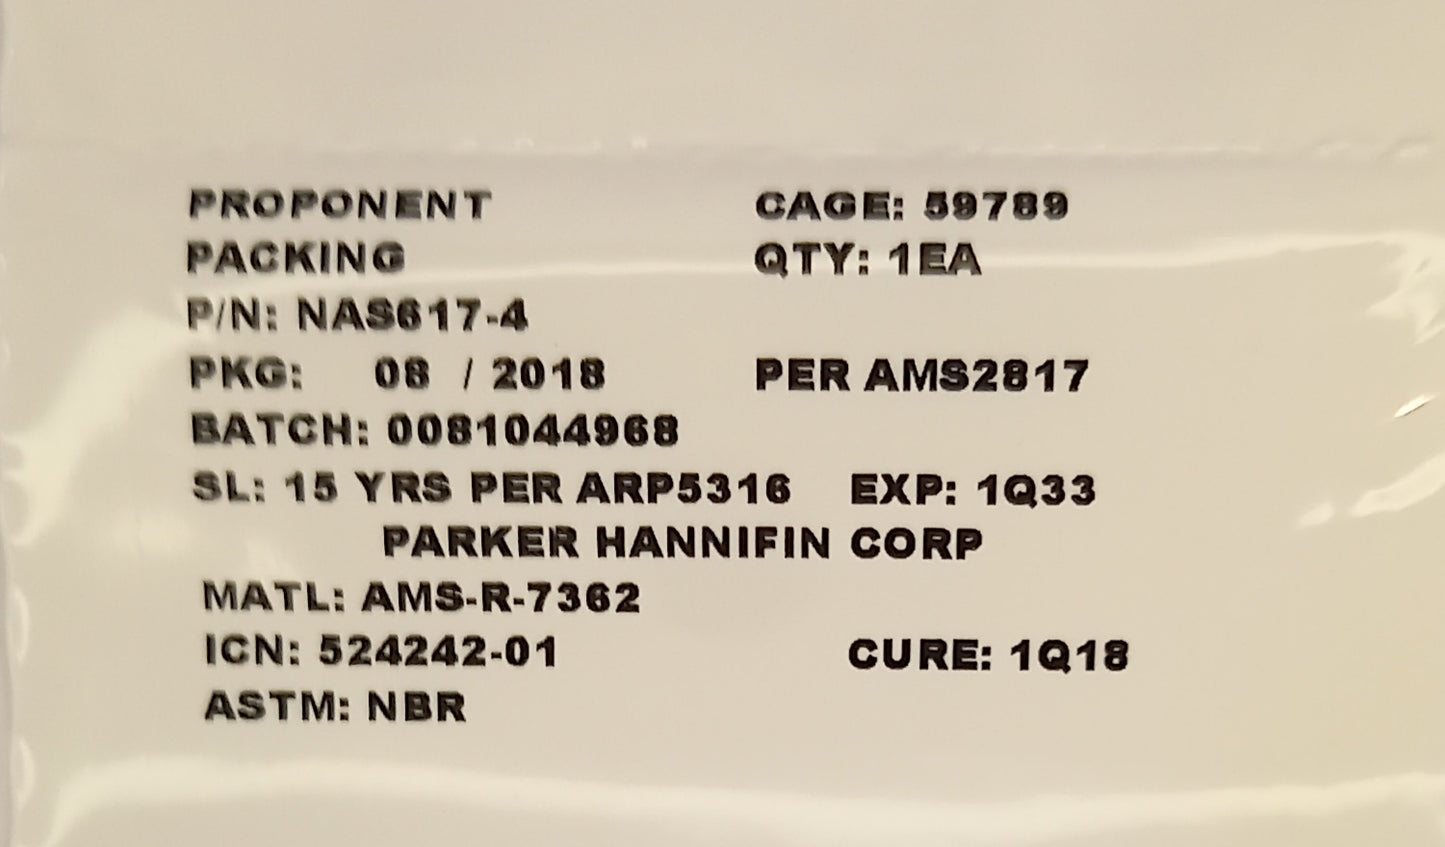 PROPONENT CAGE: 59789
PACKING QTY: 1EA
P/N: NAS617-4
PKG: 08 / 2018 PER AMS2817
BATCH: 0081044968
SL: 15 YRS PER ARP5316 EXP: 1Q33
PARKER HANNIFIN CORP
MATL: AMS-R-7362
ICN: 524242-01 CURE: 1Q18
ASTM: NBR